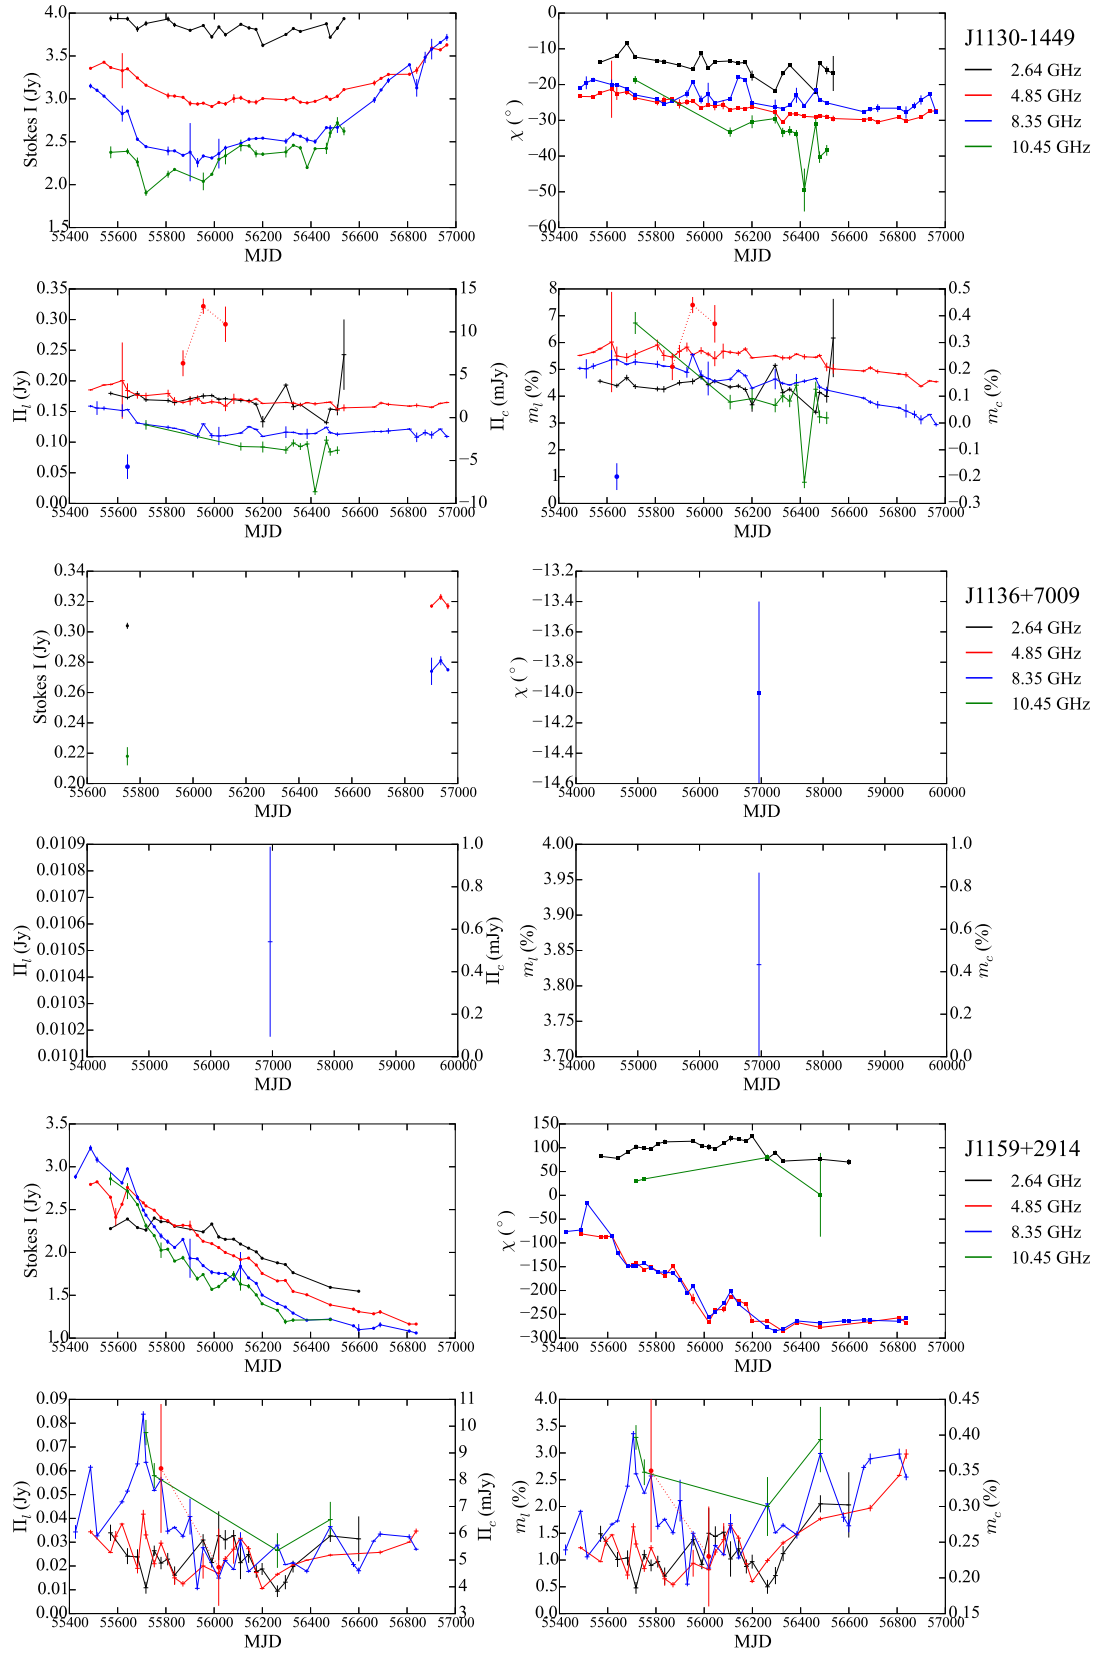 4.0
3.5
3.0
2.5
2.0
1.5
Stokes I (Jy)
55400 55600 55800 56000 56200 56400 56600 56800 57000
MJD
0
−10
−20
−30
−40
−50
−60
χ (°)
55400 55600 55800 56000 56200 56400 56600 56800 57000
MJD
J1130-1449
2.64 GHz
4.85 GHz
8.35 GHz
10.45 GHz
0.35
0.30
0.25
0.20
0.15
0.10
0.05
0.00
Π_l (Jy)
15
10
5
0
−5
−10
Π_c (mJy)
55400 55600 55800 56000 56200 56400 56600 56800 57000
MJD
8
7
6
5
4
3
2
1
0
m_l (%)
0.5
0.4
0.3
0.2
0.1
0.0
−0.1
−0.2
−0.3
m_c (%)
55400 55600 55800 56000 56200 56400 56600 56800 57000
MJD
0.34
0.32
0.30
0.28
0.26
0.24
0.22
0.20
Stokes I (Jy)
55600 55800 56000 56200 56400 56600 56800 57000
MJD
−13.2
−13.4
−13.6
−13.8
−14.0
−14.2
−14.4
−14.6
χ (°)
54000 55000 56000 57000 58000 59000 60000
MJD
J1136+7009
2.64 GHz
4.85 GHz
8.35 GHz
10.45 GHz
0.0109
0.0108
0.0107
0.0106
0.0105
0.0104
0.0103
0.0102
0.0101
Π_l (Jy)
1.0
0.8
0.6
0.4
0.2
0.0
Π_c (mJy)
54000 55000 56000 57000 58000 59000 60000
MJD
4.00
3.95
3.90
3.85
3.80
3.75
3.70
m_l (%)
1.0
0.8
0.6
0.4
0.2
0.0
m_c (%)
54000 55000 56000 57000 58000 59000 60000
MJD
3.5
3.0
2.5
2.0
1.5
1.0
Stokes I (Jy)
55400 55600 55800 56000 56200 56400 56600 56800 57000
MJD
150
100
50
0
−50
−100
−150
−200
−250
−300
χ (°)
55400 55600 55800 56000 56200 56400 56600 56800 57000
MJD
J1159+2914
2.64 GHz
4.85 GHz
8.35 GHz
10.45 GHz
0.09
0.08
0.07
0.06
0.05
0.04
0.03
0.02
0.01
0.00
Π_l (Jy)
11
10
9
8
7
6
5
4
3
Π_c (mJy)
55400 55600 55800 56000 56200 56400 56600 56800 57000
MJD
4.0
3.5
3.0
2.5
2.0
1.5
1.0
0.5
0.0
m_l (%)
0.45
0.40
0.35
0.30
0.25
0.20
0.15
m_c (%)
55400 55600 55800 56000 56200 56400 56600 56800 57000
MJD